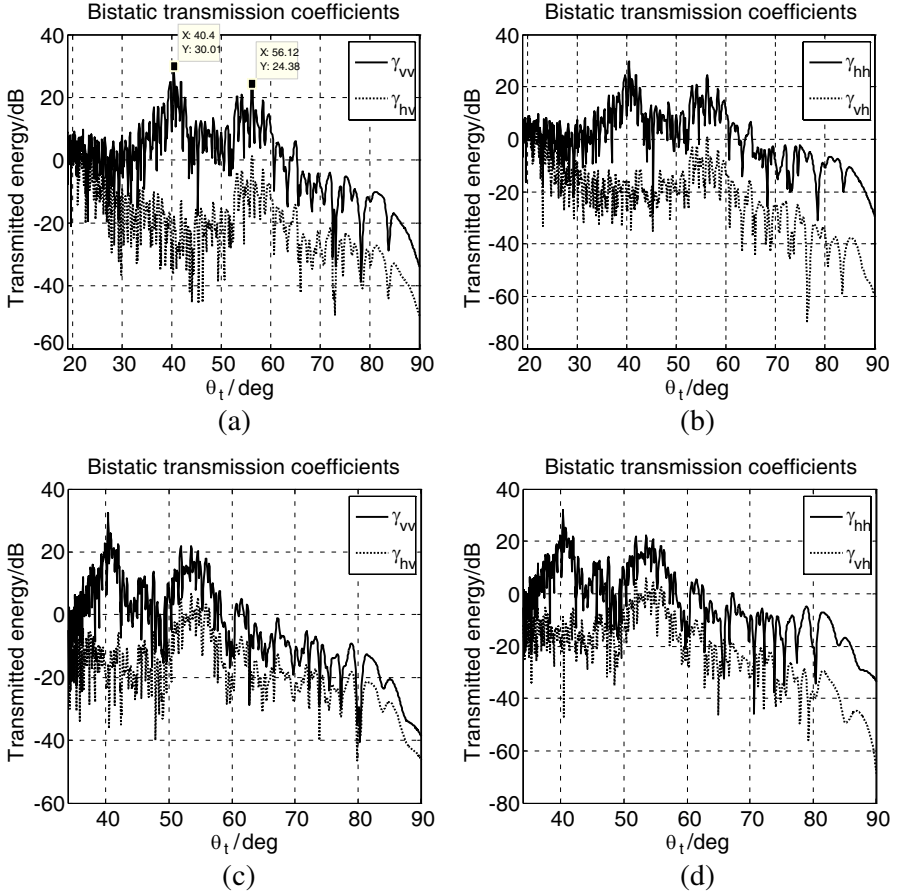 Bistatic transmission coefficients
X: 40.4
Y: 30.01
X: 56.12
Y: 24.38
γvv
γhv
40
20
0
-20
-40
-60
Transmitted energy/dB
20 30 40 50 60 70 80 90
θt/deg
(a)
Bistatic transmission coefficients
γhh
γvh
40
20
0
-20
-40
-60
-80
Transmitted energy/dB
20 30 40 50 60 70 80 90
θt/deg
(b)
Bistatic transmission coefficients
γvv
γhv
40
20
0
-20
-40
-60
Transmitted energy/dB
40 50 60 70 80 90
θt/deg
(c)
Bistatic transmission coefficients
γhh
γvh
40
20
0
-20
-40
-60
-80
Transmitted energy/dB
40 50 60 70 80 90
θt/deg
(d)